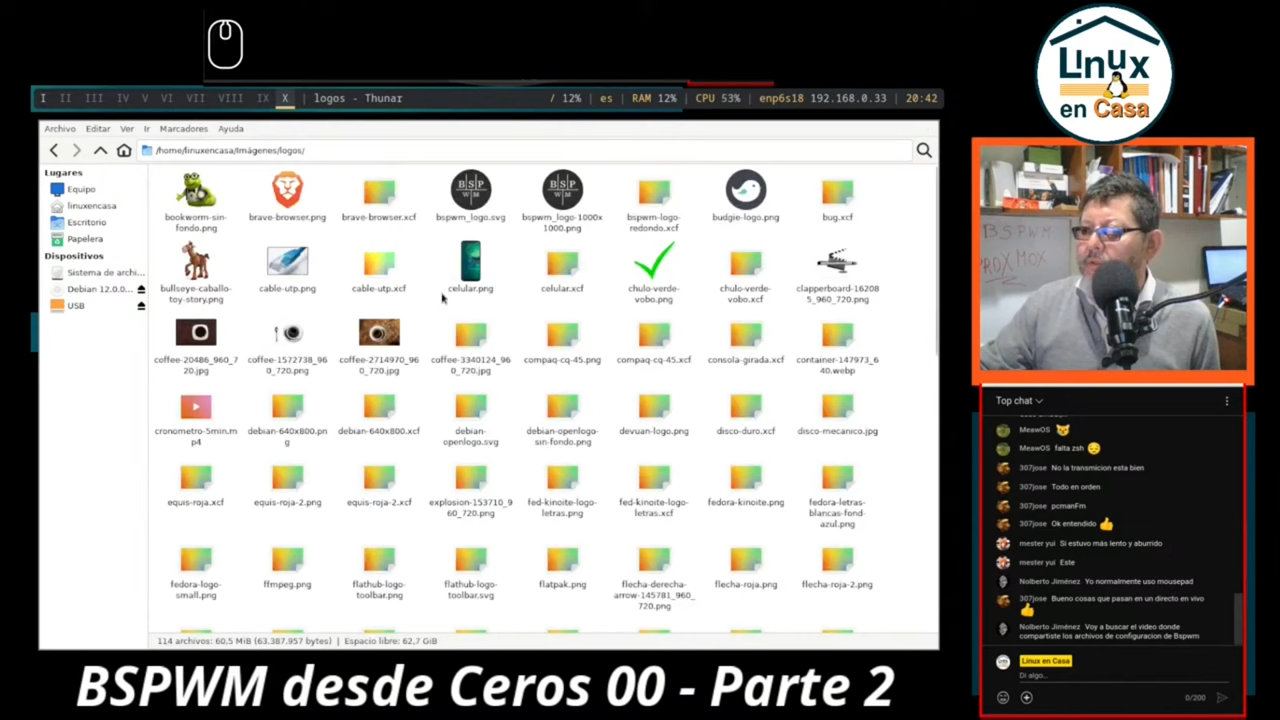 Linux
en Casa
I II III IV V VI VII VIII IX X | logos - Thunar / 12% | es | RAM 12% | CPU 53% | enp6s18 192.168.0.33 | 20:42
Archivo Editar Ver Ir Marcadores Ayuda
/home/linuxencasa/Imágenes/logos/
Lugares
Equipo
linuxencasa
Escritorio
Papelera
Dispositivos
Sistema de archi...
Debian 12.0.0...
USB
bookworm-sin-
fondo.png
brave-browser.png
brave-browser.xcf
BSP
WM
bspwm_logo.svg
BSP
WM
bspwm_logo-1000x
1000.png
bspwm-logo-
redondo.xcf
budgie-logo.png
bug.xcf
bullseye-caballo-
toy-story.png
cable-utp.png
cable-utp.xcf
celular.png
celular.xcf
chulo-verde-
vobo.png
chulo-verde-
vobo.xcf
clapperboard-16208
5_960_720.png
coffee-20486_960_7
20.jpg
coffee-1572738_96
0_720.png
coffee-2714970_96
0_720.jpg
coffee-3340124_96
0_720.jpg
compaq-cq-45.png
compaq-cq-45.xcf
consola-girada.xcf
container-147973_6
40.webp
cronometro-5min.m
p4
debian-640x800.pn
g
debian-640x800.xcf
debian-
openlogo.svg
debian-openlogo-
sin-fondo.png
devuan-logo.png
disco-duro.xcf
disco-mecanico.jpg
equis-roja.xcf
equis-roja-2.png
equis-roja-2.xcf
explosion-153710_9
60_720.png
fed-kinoite-logo-
letras.png
fed-kinoite-logo-
letras.xcf
fedora-kinoite.png
fedora-letras-
blancas-fond-
azul.png
fedora-logo-
small.png
ffmpeg.png
flathub-logo-
toolbar.png
flathub-logo-
toolbar.svg
flatpak.png
flecha-derecha-
arrow-145781_960_
720.png
flecha-roja.png
flecha-roja-2.png
114 archivos: 60,5 MiB (63.387.957 bytes) | Espacio libre: 62,7 GiB
BSPWM
PROXMOX
Top chat
MeawOS 😼
MeawOS falta zsh 😔
307jose No la transmicion esta bien
307jose Todo en orden
307jose pcmanFm
307jose Ok entendido 👍
mester yui Si estuvo más lento y aburrido
mester yui Este
Nolberto Jiménez Yo normalmente uso mousepad
307jose Bueno cosas que pasan en un directo en vivo
👍
Nolberto Jiménez Voy a buscar el video donde
compartiste los archivos de configuracion de Bspwm
Linux en Casa
Di algo...
0/200
BSPWM desde Ceros 00 - Parte 2